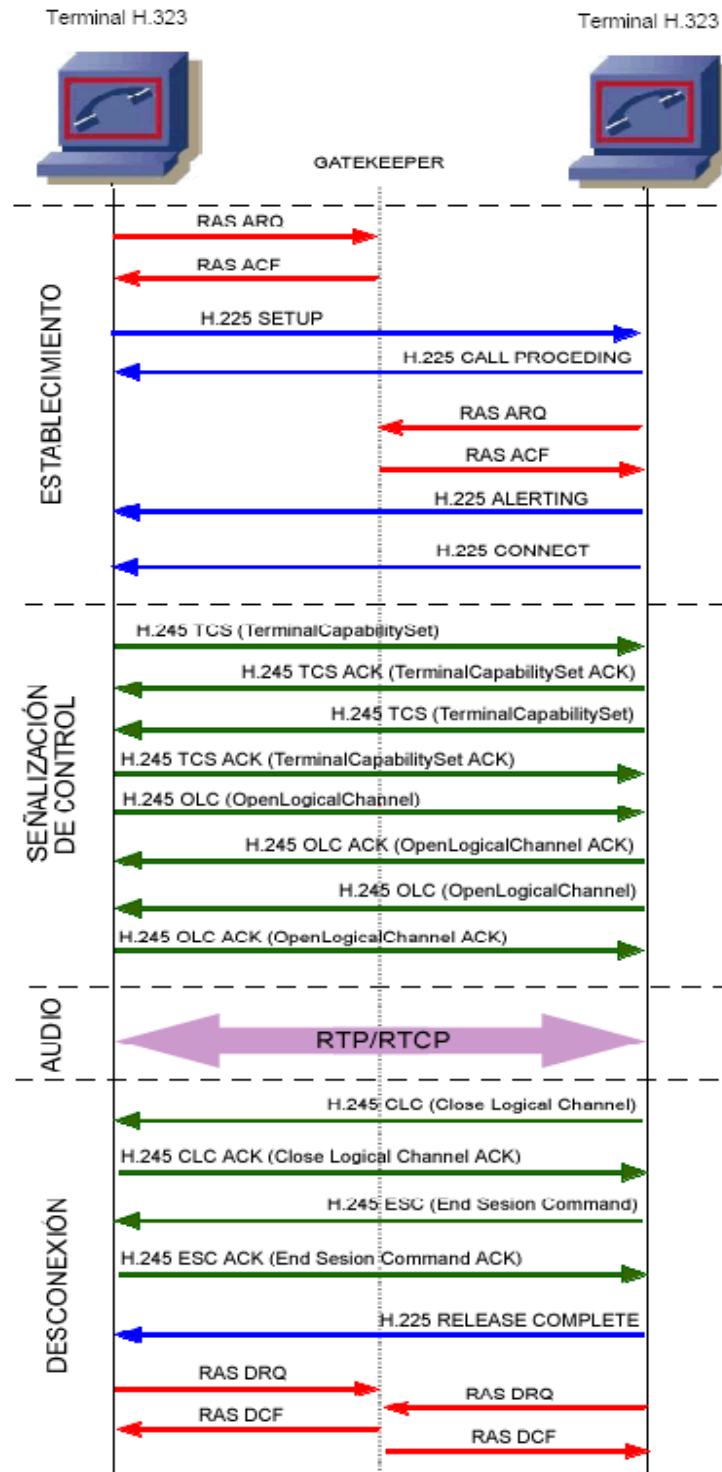 Terminal H.323
Terminal H.323
GATEKEEPER
ESTABLECIMIENTO
RAS ARQ
RAS ACF
H.225 SETUP
H.225 CALL PROCEDING
RAS ARQ
RAS ACF
H.225 ALERTING
H.225 CONNECT
SEÑALIZACIÓN
DE CONTROL
H.245 TCS (TerminalCapabilitySet)
H.245 TCS ACK (TerminalCapabilitySet ACK)
H.245 TCS (TerminalCapabilitySet)
H.245 TCS ACK (TerminalCapabilitySet ACK)
H.245 OLC (OpenLogicalChannel)
H.245 OLC ACK (OpenLogicalChannel ACK)
H.245 OLC (OpenLogicalChannel)
H.245 OLC ACK (OpenLogicalChannel ACK)
AUDIO
RTP/RTCP
DESCONEXIÓN
H.245 CLC (Close Logical Channel)
H.245 CLC ACK (Close Logical Channel ACK)
H.245 ESC (End Sesion Command)
H.245 ESC ACK (End Sesion Command ACK)
H.225 RELEASE COMPLETE
RAS DRQ
RAS DRQ
RAS DCF
RAS DCF